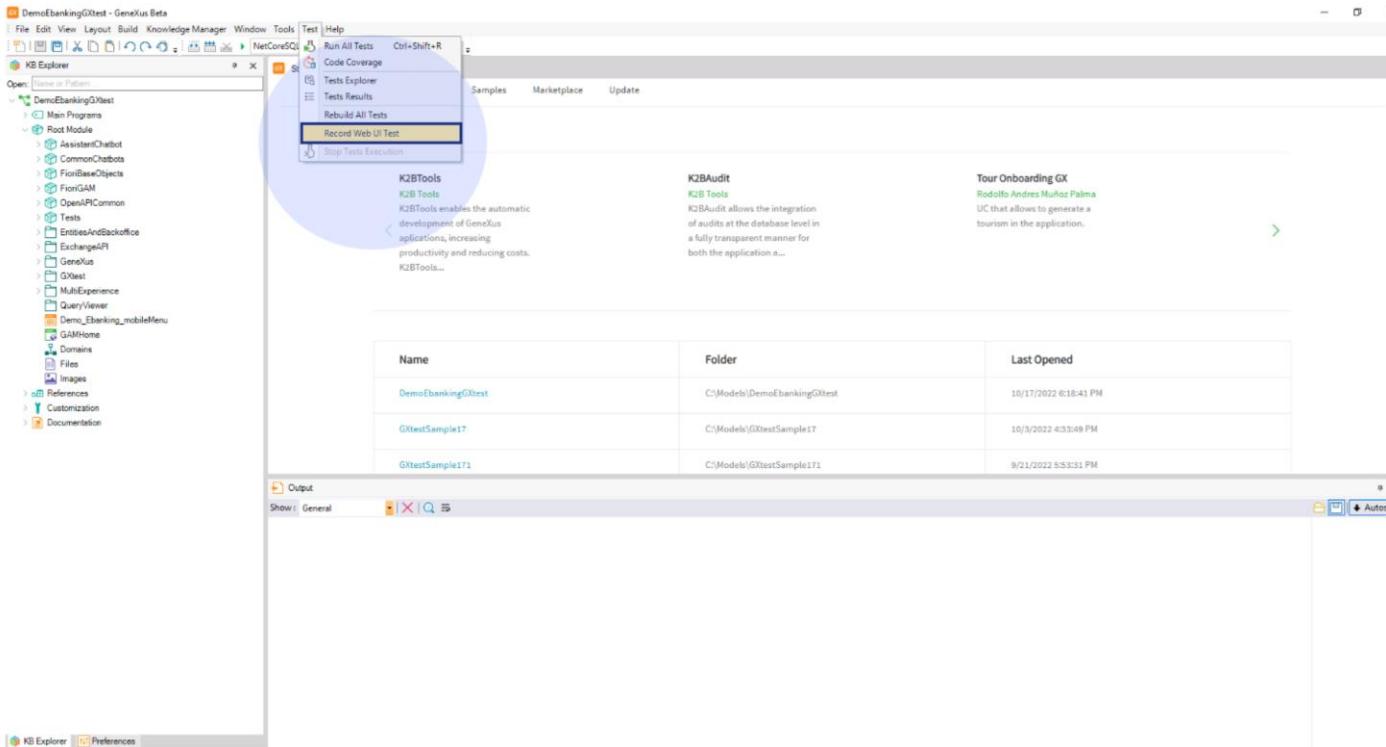 DemoEbankingGXtest - GeneXus Beta
File Edit View Layout Build Knowledge Manager Window Tools Test Help
NetCoreSQL
Run All Tests Ctrl+Shift+R
Code Coverage
Tests Explorer
Tests Results
Rebuild All Tests
Record Web UI Test
Stop Tests Execution
KB Explorer
Open: Name or Pattern
DemoEbankingGXtest
Main Programs
Root Module
AssistantChatbot
CommonChatbots
FioriBaseObjects
FioriGAM
OpenAPICommon
Tests
EntitiesAndBackoffice
ExchangeAPI
GeneXus
GXtest
MultiExperience
QueryViewer
Demo_Ebanking_mobileMenu
GAMHome
Domains
Files
Images
References
Customization
Documentation
Samples Marketplace Update
K2BTools
K2B Tools
K2BTools enables the automatic
development of GeneXus
aplications, increasing
productivity and reducing costs.
K2BTools...
K2BAudit
K2B Tools
K2BAudit allows the integration
of audits at the database level in
a fully transparent manner for
both the application a...
Tour Onboarding GX
Rodolfo Andres Muñoz Palma
UC that allows to generate a
tourism in the application.
Name Folder Last Opened
DemoEbankingGXtest C:\Models\DemoEbankingGXtest 10/17/2022 6:18:41 PM
GXtestSample17 C:\Models\GXtestSample17 10/3/2022 4:33:49 PM
GXtestSample171 C:\Models\GXtestSample171 9/21/2022 5:53:31 PM
Output
Show: General
Autos
KB Explorer Preferences